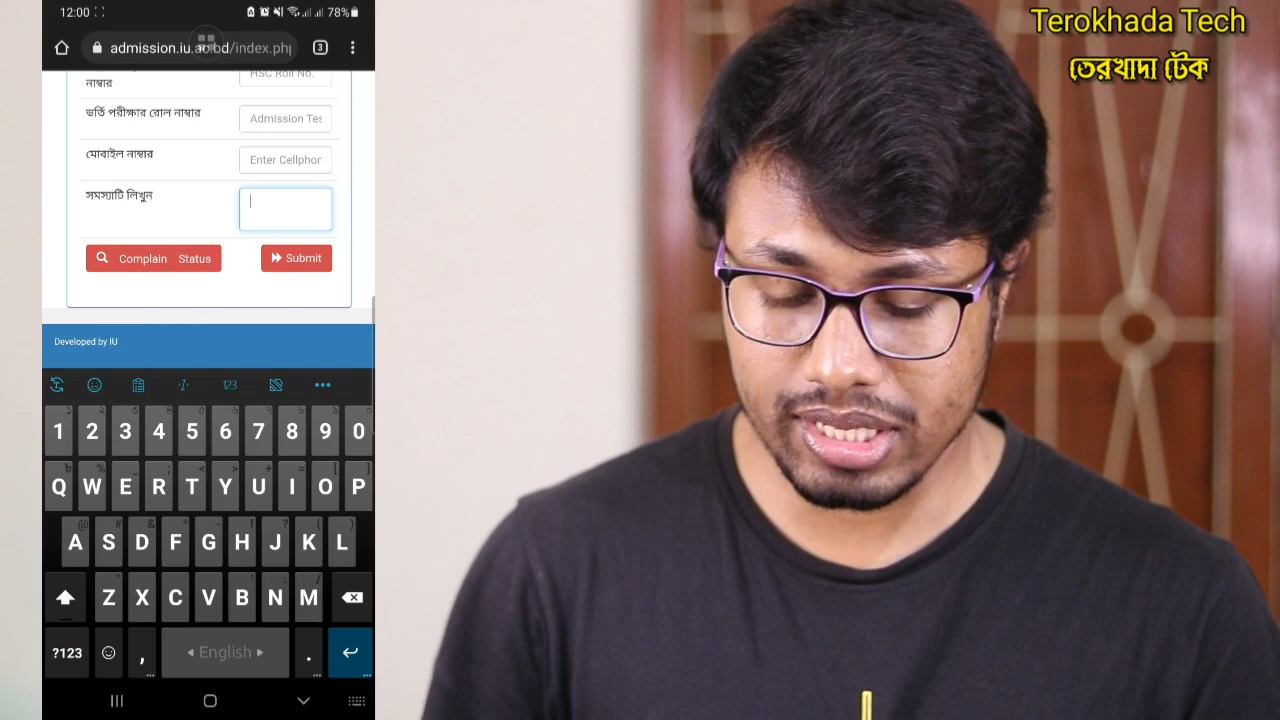 12:00
78%
admission.iu.ac.bd/index.php
3
HSC Roll No.
নাম্বার
ভর্তি পরীক্ষার রোল নাম্বার
Admission Tes
মোবাইল নাম্বার
Enter Cellphon
সমস্যাটি লিখুন
Complain Status
Submit
Developed by IU
123
1 2 3 4 5 6 7 8 9 0
Q W E R T Y U I O P
A S D F G H J K L
Z X C V B N M
?123
,
English
.
Terokhada Tech
তেরখাদা টেক